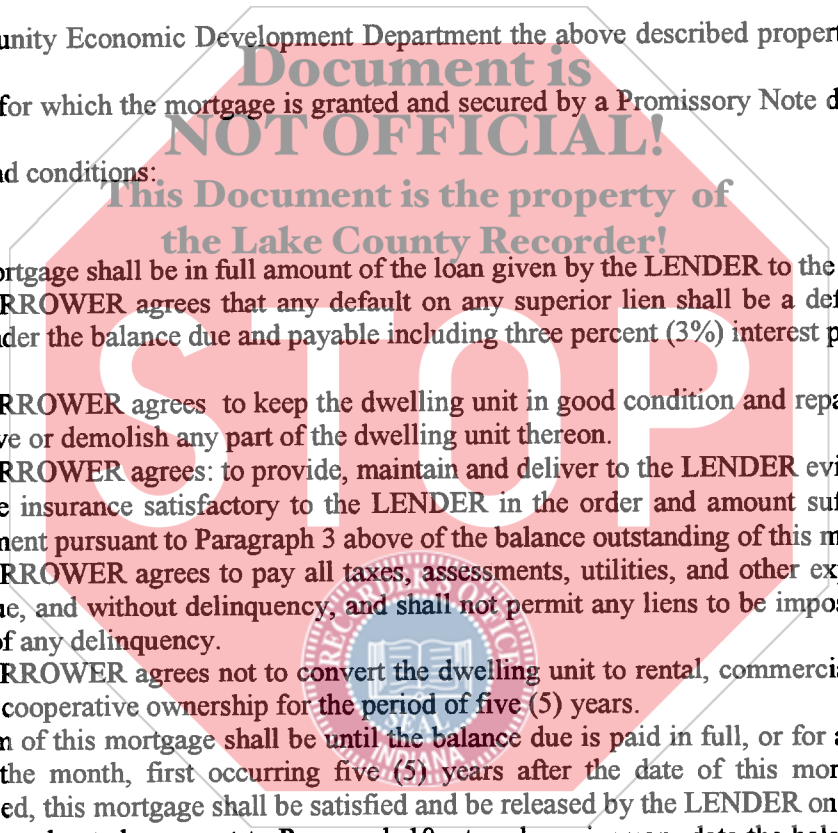 unity Economic Development Department the above described propert
Document is
for which the mortgage is granted and secured by a Promissory Note d
NOT OFFICIAL!
nd conditions:
This Document is the property of
the Lake County Recorder!
ortgage shall be in full amount of the loan given by the LENDER to the
RROWER agrees that any default on any superior lien shall be a def
der the balance due and payable including three percent (3%) interest p
STOP
RROWER agrees to keep the dwelling unit in good condition and repa
ve or demolish any part of the dwelling unit thereon.
RROWER agrees: to provide, maintain and deliver to the LENDER evi
e insurance satisfactory to the LENDER in the order and amount suf
ment pursuant to Paragraph 3 above of the balance outstanding of this m
RROWER agrees to pay all taxes, assessments, utilities, and other ex
ue, and without delinquency, and shall not permit any liens to be impo
of any delinquency.
RROWER agrees not to convert the dwelling unit to rental, commerci
cooperative ownership for the period of five (5) years.
RECORDER'S OFFICE
SEAL
INDIANA
m of this mortgage shall be until the balance due is paid in full, or for a
the month, first occurring five (5) years after the date of this mor
ed, this mortgage shall be satisfied and be released by the LENDER on